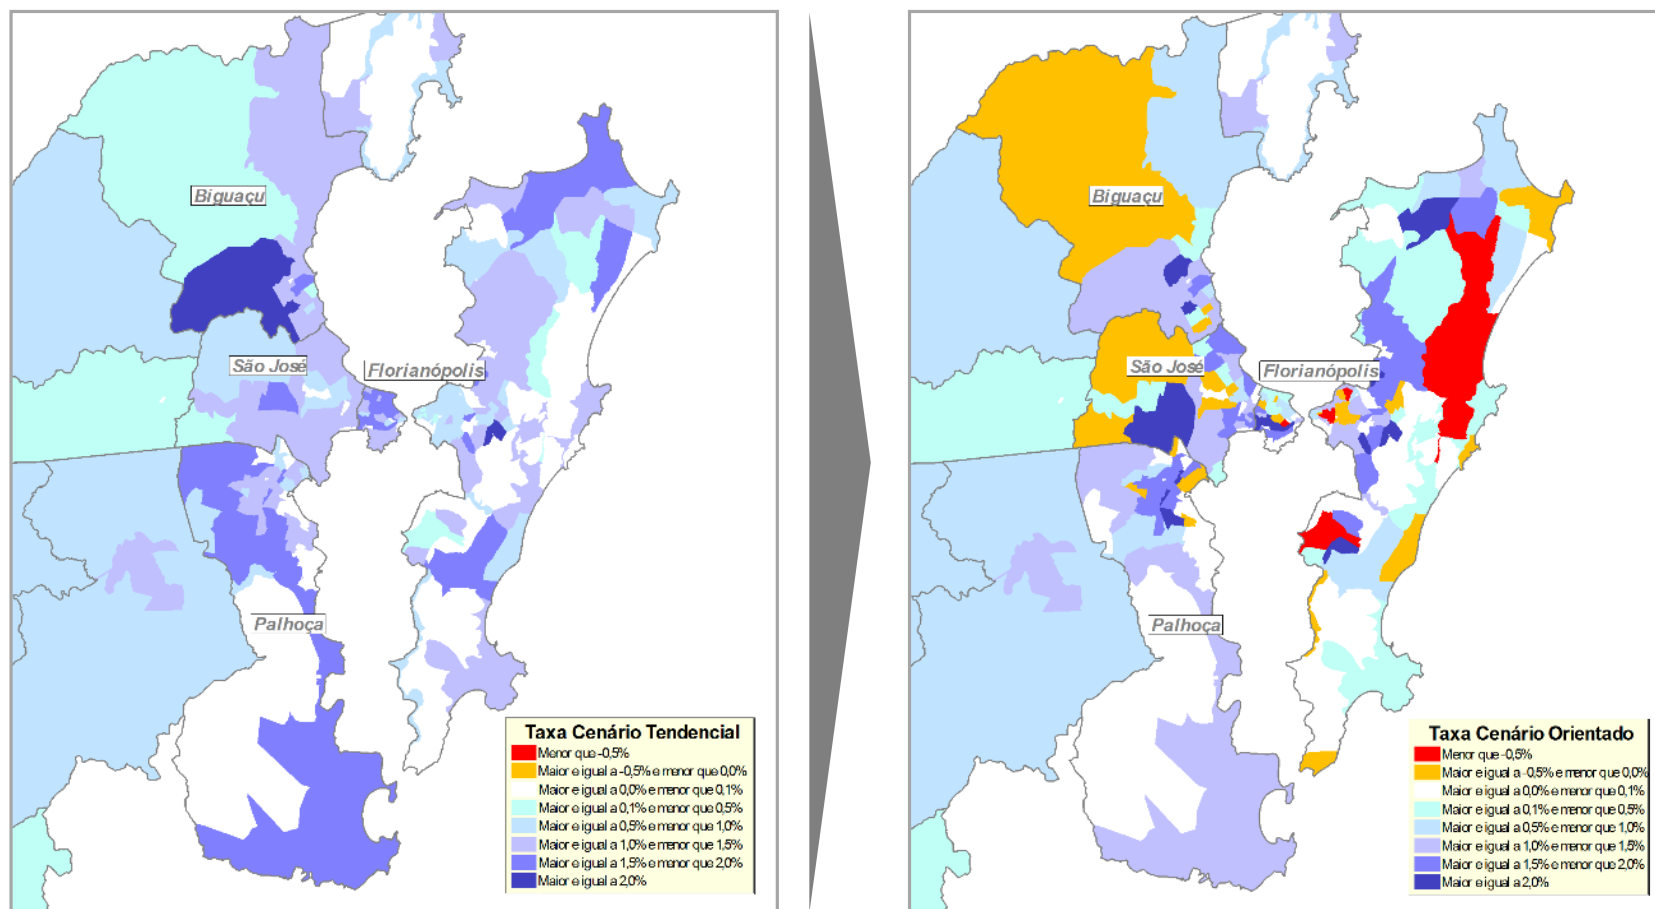 Biguaçu
São José
Florianópolis
Palhoça
Taxa Cenário Tendencial
Menor que -0,5%
Maior e igual a -0,5% e menor que 0,0%
Maior e igual a 0,0% e menor que 0,1%
Maior e igual a 0,1% e menor que 0,5%
Maior e igual a 0,5% e menor que 1,0%
Maior e igual a 1,0% e menor que 1,5%
Maior e igual a 1,5% e menor que 2,0%
Maior e igual a 2,0%
Biguaçu
São José
Florianópolis
Palhoça
Taxa Cenário Orientado
Menor que -0,5%
Maior e igual a -0,5% e menor que 0,0%
Maior e igual a 0,0% e menor que 0,1%
Maior e igual a 0,1% e menor que 0,5%
Maior e igual a 0,5% e menor que 1,0%
Maior e igual a 1,0% e menor que 1,5%
Maior e igual a 1,5% e menor que 2,0%
Maior e igual a 2,0%